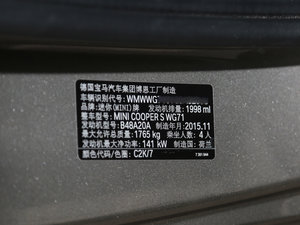 德国宝马汽车集团博恩工厂制造
车辆识别代号: WMWWG
品牌: 迷你(MINI)牌 发动机排量: 1998 ml
整车型号: MINI COOPER S WG71
发动机型号: B48A20A 制造年月: 2015.11
最大允许总质量: 1765 kg 乘坐人数: 4 人
发动机最大净功率: 141 kW 制造国: 荷兰
颜色代码/色圈: C2K/7